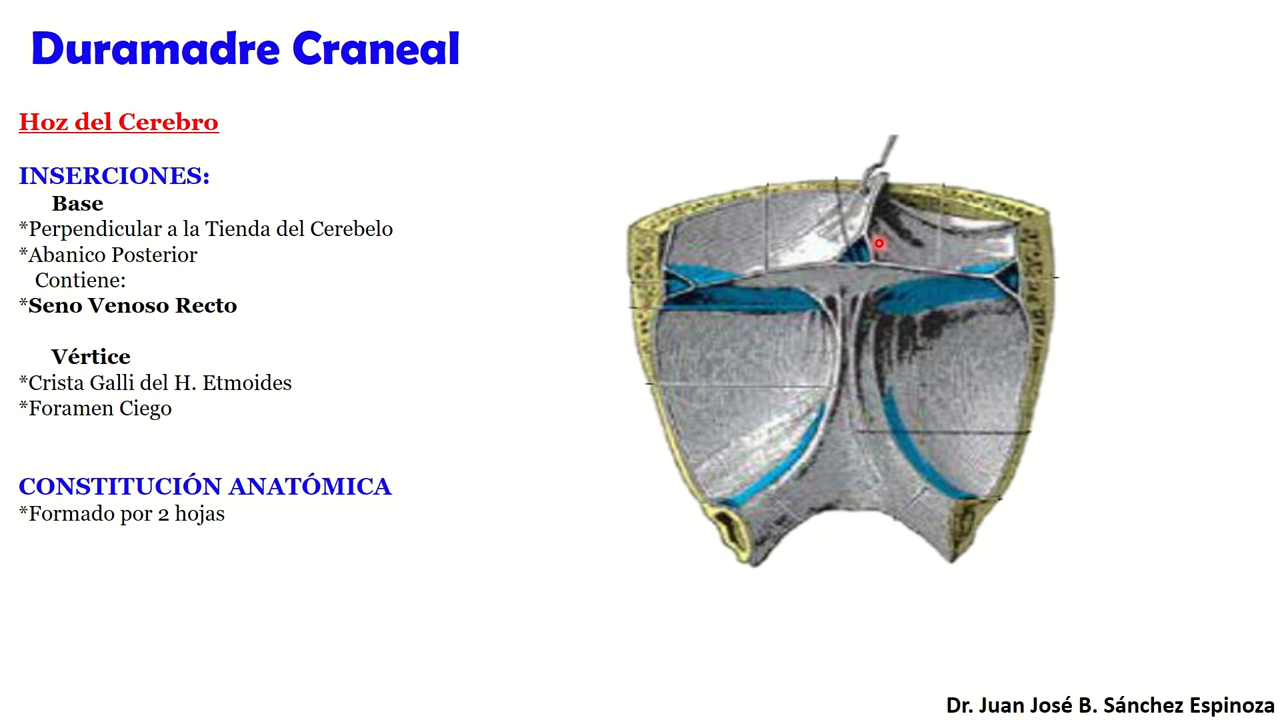 Duramadre Craneal
Hoz del Cerebro
INSERCIONES:
Base
*Perpendicular a la Tienda del Cerebelo
*Abanico Posterior
Contiene:
*Seno Venoso Recto
Vértice
*Crista Galli del H. Etmoides
*Foramen Ciego
CONSTITUCIÓN ANATÓMICA
*Formado por 2 hojas
Dr. Juan José B. Sánchez Espinoza